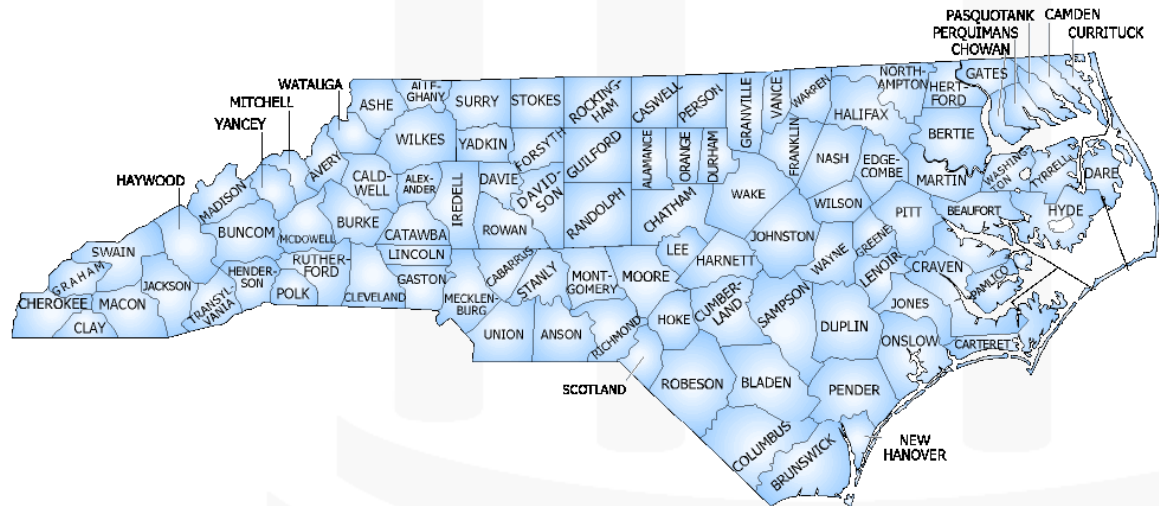 PASQUOTANK
CAMDEN
PERQUIMANS
CURRITUCK
CHOWAN
WATAUGA
MITCHELL
YANCEY
HAYWOOD
ASHE
ALLE-
GHANY
SURRY
STOKES
ROCKING-
HAM
CASWELL
PERSON
GRANVILLE
VANCE
WARREN
HALIFAX
NORTH-
AMPTON
HERT-
FORD
GATES
WILKES
YADKIN
FORSYTH
GUILFORD
ALAMANCE
ORANGE
DURHAM
FRANKLIN
NASH
EDGE-
COMBE
BERTIE
MARTIN
WASHING
TON
TYRRELL
DARE
MADISON
AVERY
CALD-
WELL
ALEX-
ANDER
IREDELL
DAVIE
DAVID-
SON
RANDOLPH
CHATHAM
WAKE
WILSON
PITT
BEAUFORT
HYDE
BUNCOM
MCDOWELL
BURKE
CATAWBA
ROWAN
JOHNSTON
GREENE
SWAIN
GRAHAM
JACKSON
HENDER-
SON
RUTHER-
FORD
LINCOLN
GASTON
CABARRUS
STANLY
MONT-
GOMERY
MOORE
LEE
HARNETT
WAYNE
LENOIR
CRAVEN
PAMLICO
CHEROKEE
MACON
CLAY
TRANSYL-
VANIA
POLK
CLEVELAND
MECKLEN-
BURG
UNION
ANSON
RICHMOND
HOKE
CUMBER-
LAND
SAMPSON
DUPLIN
JONES
ONSLOW
CARTERET
SCOTLAND
ROBESON
BLADEN
PENDER
COLUMBUS
BRUNSWICK
NEW
HANOVER